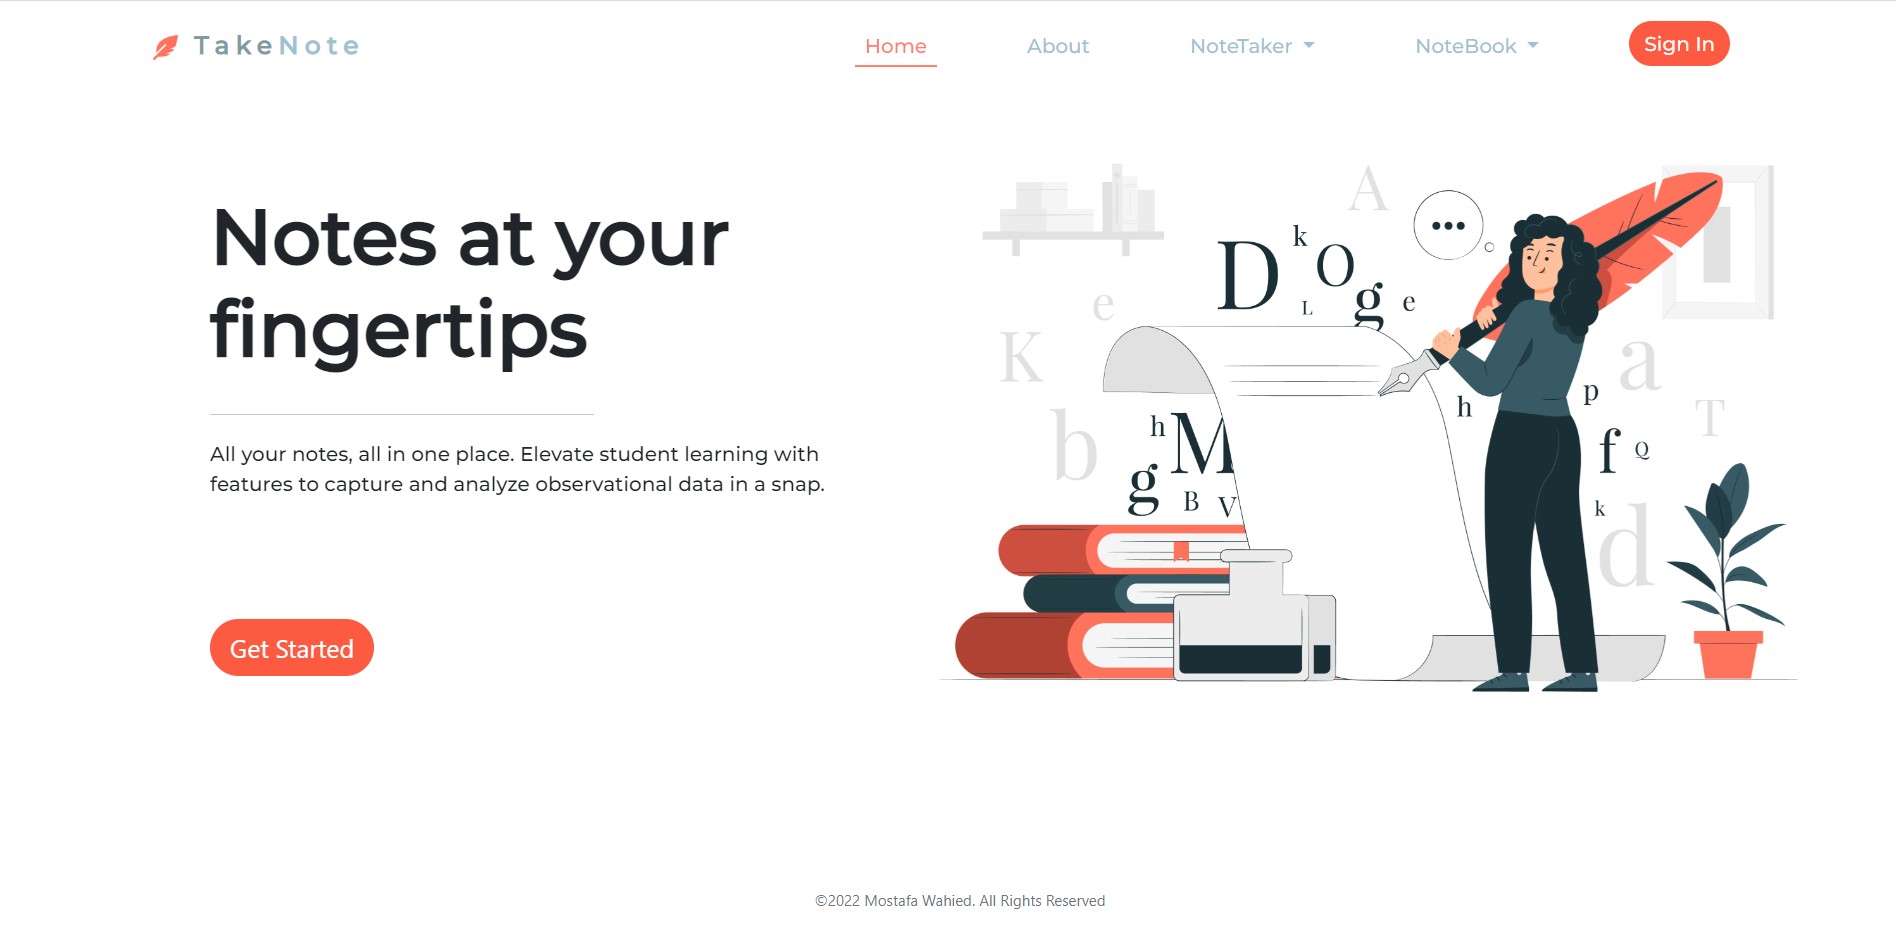 TakeNote
Home
About
NoteTaker
NoteBook
Sign In
Notes at your
fingertips
All your notes, all in one place. Elevate student learning with
features to capture and analyze observational data in a snap.
Get Started
A
k
D
O
L
g
e
e
K
b
h
M
g
B
V
h
p
a
T
f
Q
k
d
©2022 Mostafa Wahied. All Rights Reserved